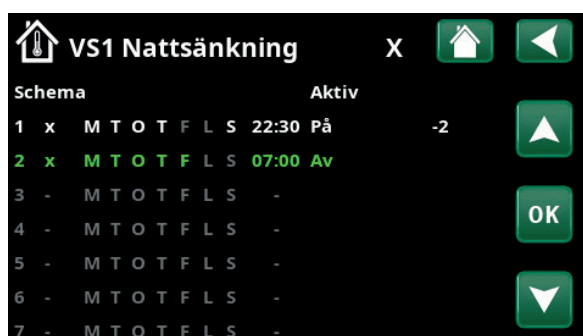 VS1 Nattsänkning X
Schema Aktiv
1 x M T O T F L S 22:30 På -2
2 x M T O T F L S 07:00 Av
3 - M T O T F L S -
4 - M T O T F L S -
OK
5 - M T O T F L S -
6 - M T O T F L S -
7 - M T O T F L S -